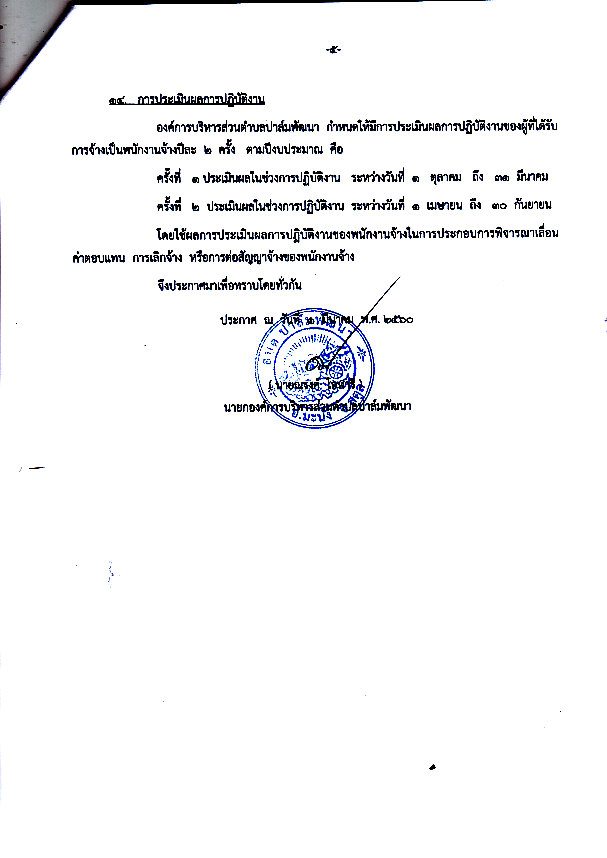 -๕-
๑๔. การประเมินผลการปฏิบัติงาน
องค์การบริหารส่วนตำบลปาล์มพัฒนา กำหนดให้มีการประเมินผลการปฏิบัติงานของผู้ที่ได้รับ
การจ้างเป็นพนักงานจ้างปีละ ๒ ครั้ง ตามปีงบประมาณ คือ
ครั้งที่ ๑ ประเมินผลในช่วงการปฏิบัติงาน ระหว่างวันที่ ๑ ตุลาคม ถึง ๓๑ มีนาคม
ครั้งที่ ๒ ประเมินผลในช่วงการปฏิบัติงาน ระหว่างวันที่ ๑ เมษายน ถึง ๓๐ กันยายน
โดยใช้ผลการประเมินผลการปฏิบัติงานของพนักงานจ้างในการประกอบการพิจารณาเลื่อน
ค่าตอบแทน การเลิกจ้าง หรือการต่อสัญญาจ้างของพนักงานจ้าง
จึงประกาศมาเพื่อทราบโดยทั่วกัน
ประกาศ ณ วันที่ มีนาคม พ.ศ. ๒๕๖๐
นายกองค์การบริหารส่วนตำบลปาล์มพัฒนา
อ.มะนัง